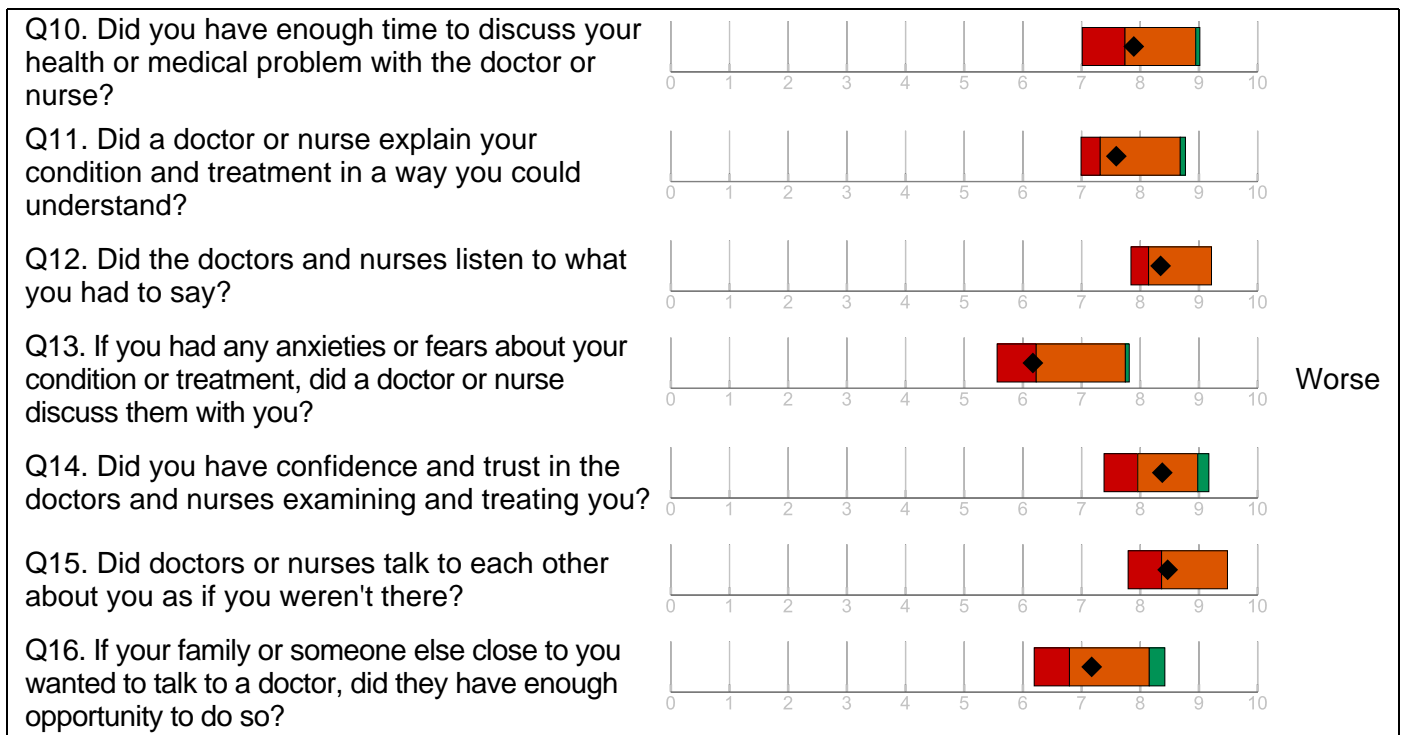 Q10. Did you have enough time to discuss your
health or medical problem with the doctor or
nurse?
0 1 2 3 4 5 6 7 8 9 10
Q11. Did a doctor or nurse explain your
condition and treatment in a way you could
understand?
0 1 2 3 4 5 6 7 8 9 10
Q12. Did the doctors and nurses listen to what
you had to say?
0 1 2 3 4 5 6 7 8 9 10
Q13. If you had any anxieties or fears about your
condition or treatment, did a doctor or nurse
discuss them with you?
0 1 2 3 4 5 6 7 8 9 10
Worse
Q14. Did you have confidence and trust in the
doctors and nurses examining and treating you?
0 1 2 3 4 5 6 7 8 9 10
Q15. Did doctors or nurses talk to each other
about you as if you weren't there?
0 1 2 3 4 5 6 7 8 9 10
Q16. If your family or someone else close to you
wanted to talk to a doctor, did they have enough
opportunity to do so?
0 1 2 3 4 5 6 7 8 9 10